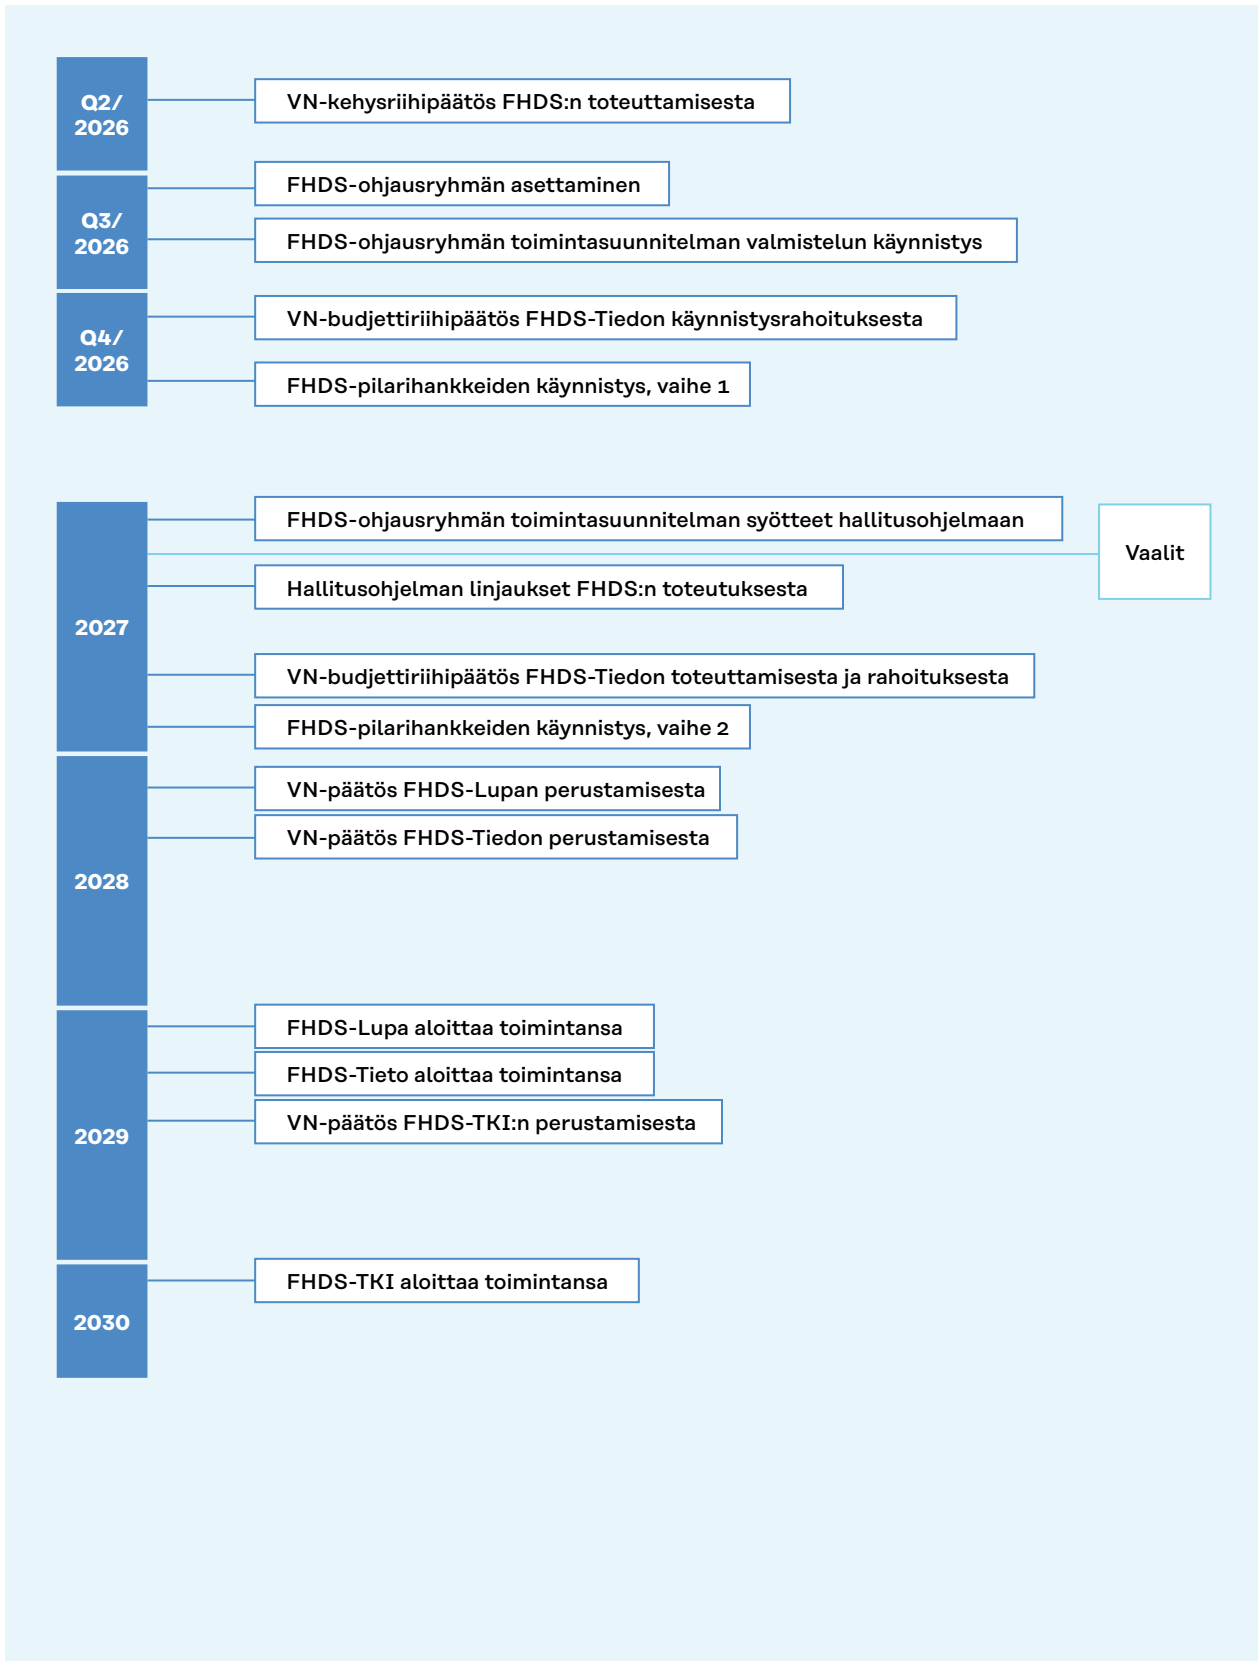 Q2/
2026
VN-kehysriihipäätös FHDS:n toteuttamisesta
Q3/
2026
FHDS-ohjausryhmän asettaminen
FHDS-ohjausryhmän toimintasuunnitelman valmistelun käynnistys
Q4/
2026
VN-budjettiriihipäätös FHDS-Tiedon käynnistysrahoituksesta
FHDS-pilarihankkeiden käynnistys, vaihe 1
2027
FHDS-ohjausryhmän toimintasuunnitelman syötteet hallitusohjelmaan
Vaalit
Hallitusohjelman linjaukset FHDS:n toteutuksesta
VN-budjettiriihipäätös FHDS-Tiedon toteuttamisesta ja rahoituksesta
FHDS-pilarihankkeiden käynnistys, vaihe 2
2028
VN-päätös FHDS-Lupan perustamisesta
VN-päätös FHDS-Tiedon perustamisesta
2029
FHDS-Lupa aloittaa toimintansa
FHDS-Tieto aloittaa toimintansa
VN-päätös FHDS-TKI:n perustamisesta
2030
FHDS-TKI aloittaa toimintansa